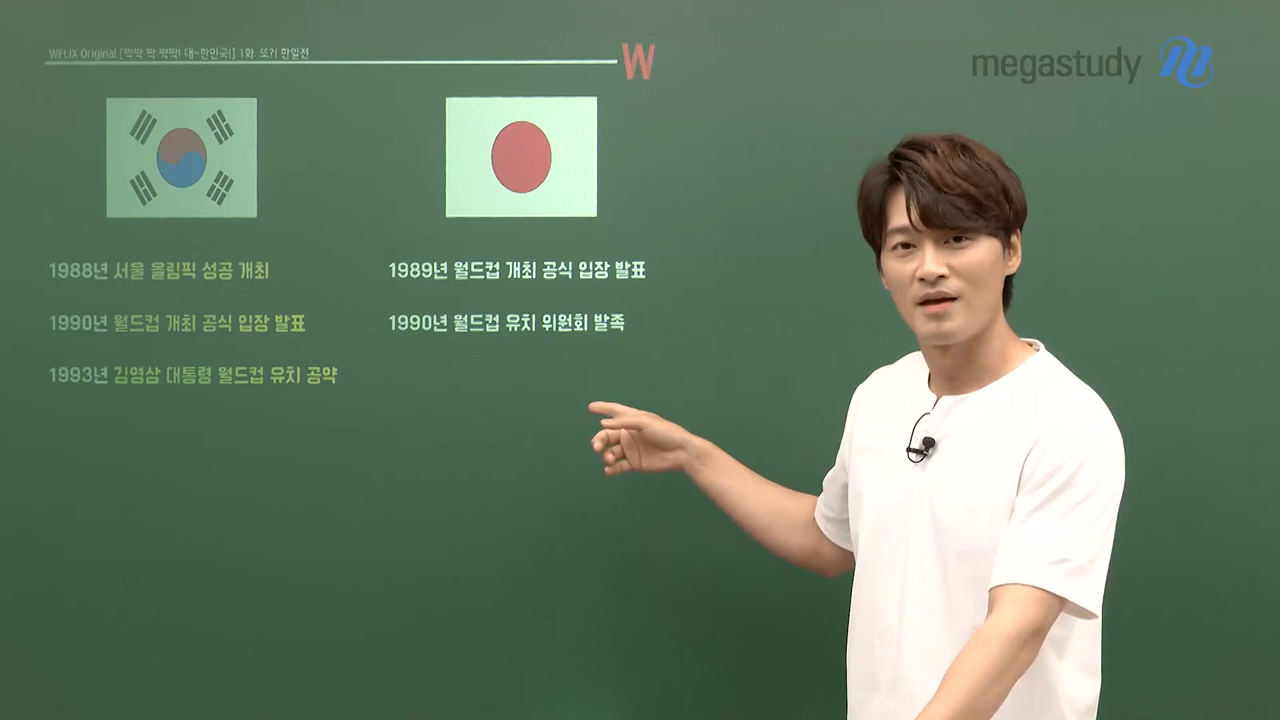 WFLIX Original [짝짝 짝 짝짝! 대~한민국!] 1화. 또?! 한일전
W
megastudy
1988년 서울 올림픽 성공 개최
1990년 월드컵 개최 공식 입장 발표
1993년 김영삼 대통령 월드컵 유치 공약
1989년 월드컵 개최 공식 입장 발표
1990년 월드컵 유치 위원회 발족